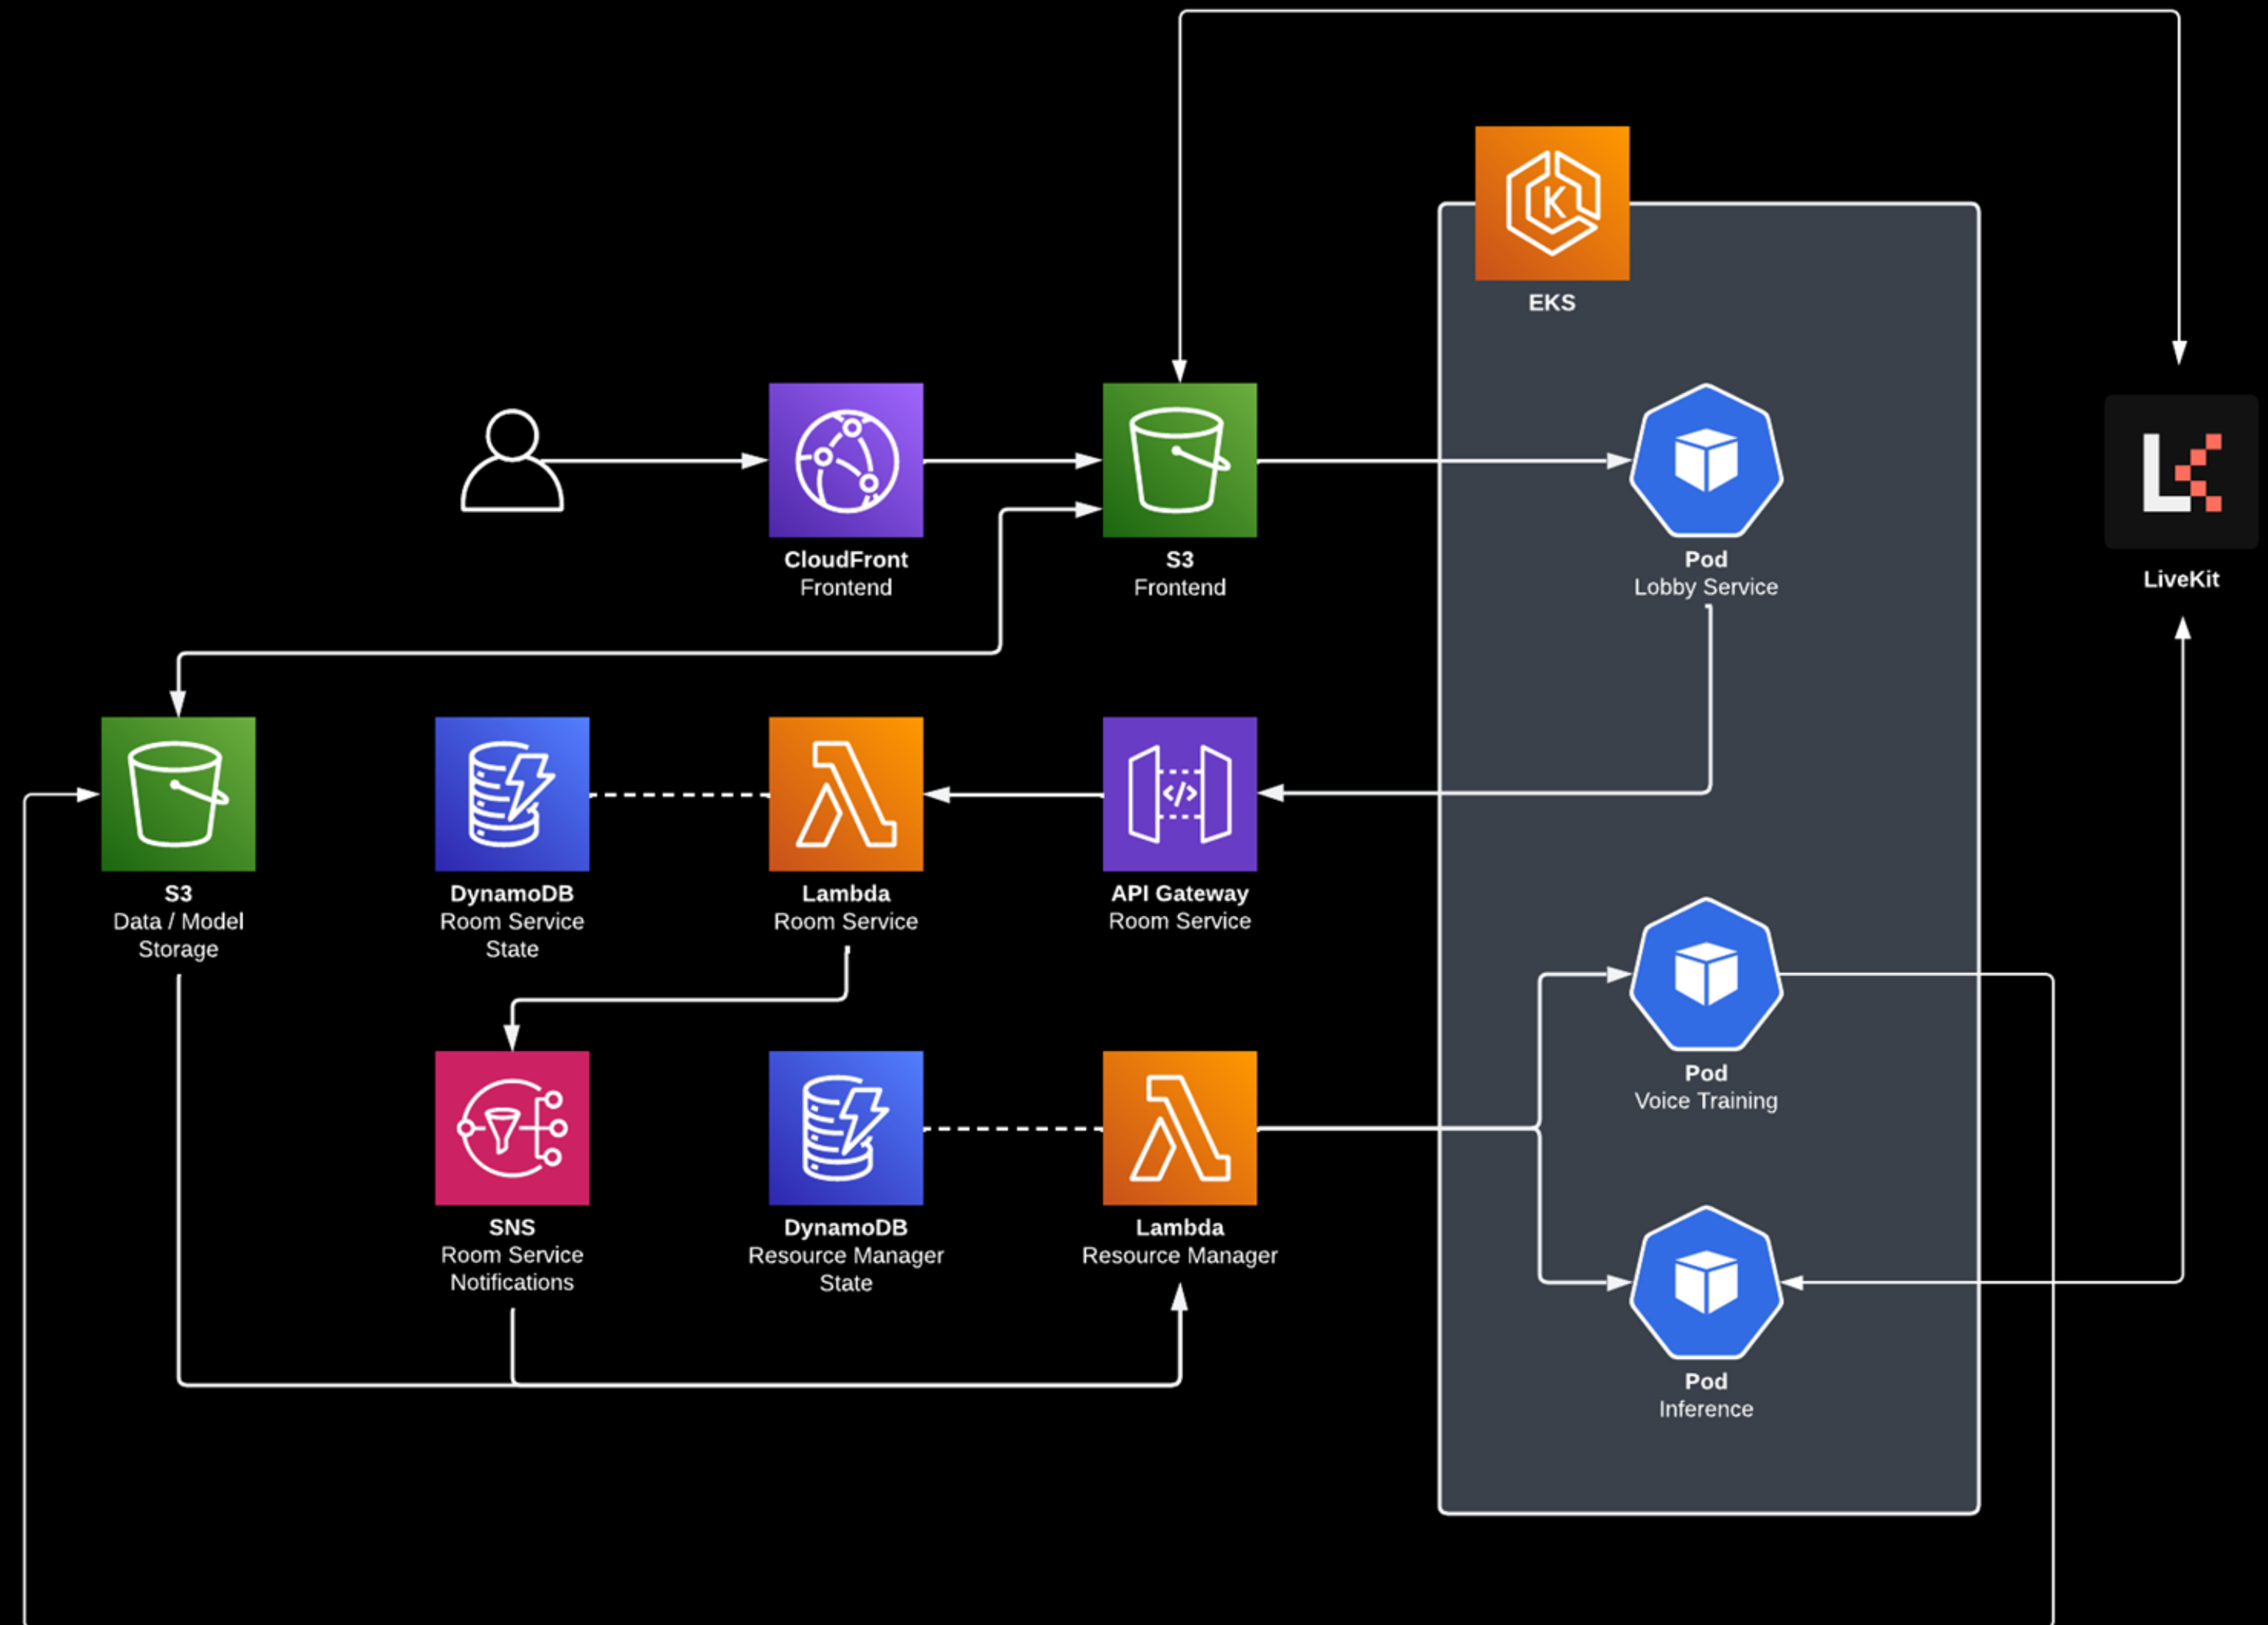 EKS
CloudFront
Frontend
S3
Frontend
Pod
Lobby Service
LiveKit
S3
Data / Model
Storage
DynamoDB
Room Service
State
Lambda
Room Service
API Gateway
Room Service
Pod
Voice Training
SNS
Room Service
Notifications
DynamoDB
Resource Manager
State
Lambda
Resource Manager
Pod
Inference